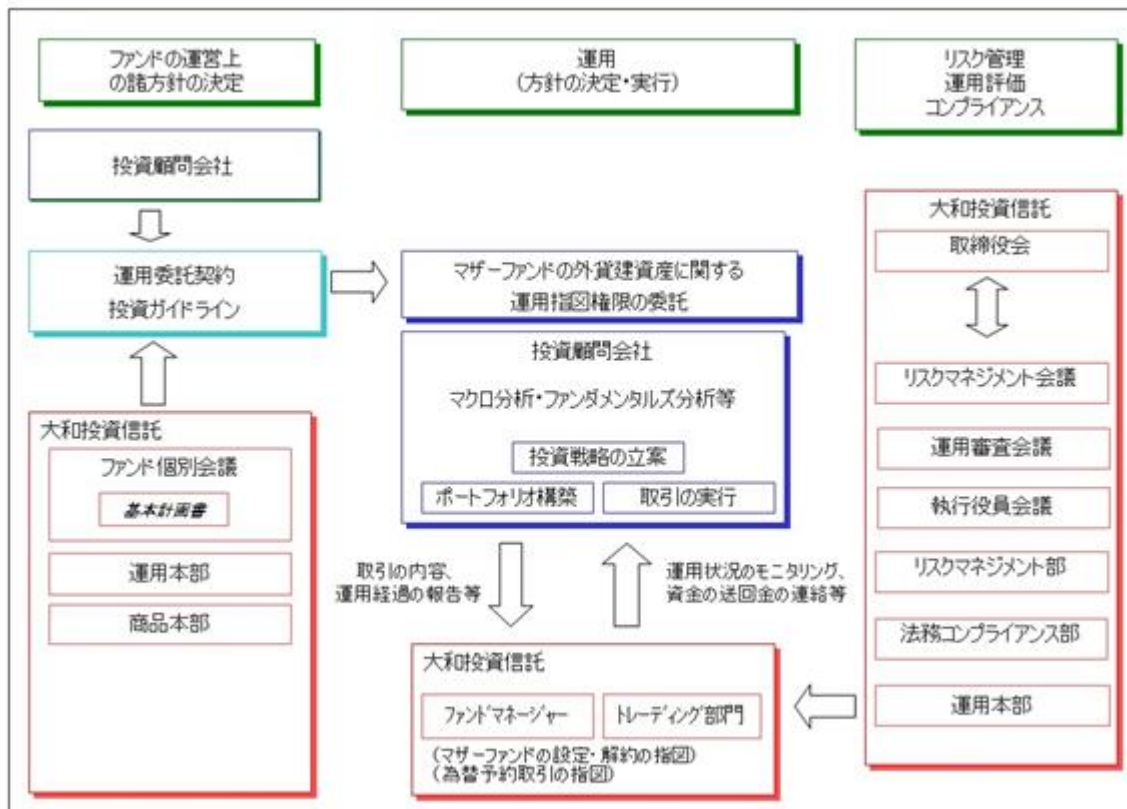 ファンドの運営上
の諸方針の決定
運用
(方針の決定・実行)
リスク管理
運用評価
コンプライアンス
投資顧問会社
運用委託契約
投資ガイドライン
大和投資信託
ファンド個別会議
基本計画書
運用本部
商品本部
マザーファンドの外貨建資産に関する
運用指図権限の委託
投資顧問会社
マクロ分析・ファンダメンタルズ分析等
投資戦略の立案
ポートフォリオ構築
取引の実行
取引の内容、
運用経過の報告等
運用状況のモニタリング、
資金の送回金の連絡等
大和投資信託
ファンドマネージャー
トレーディング部門
(マザーファンドの設定・解約の指図)
(為替予約取引の指図)
大和投資信託
取締役会
リスクマネジメント会議
運用審査会議
執行役員会議
リスクマネジメント部
法務コンプライアンス部
運用本部